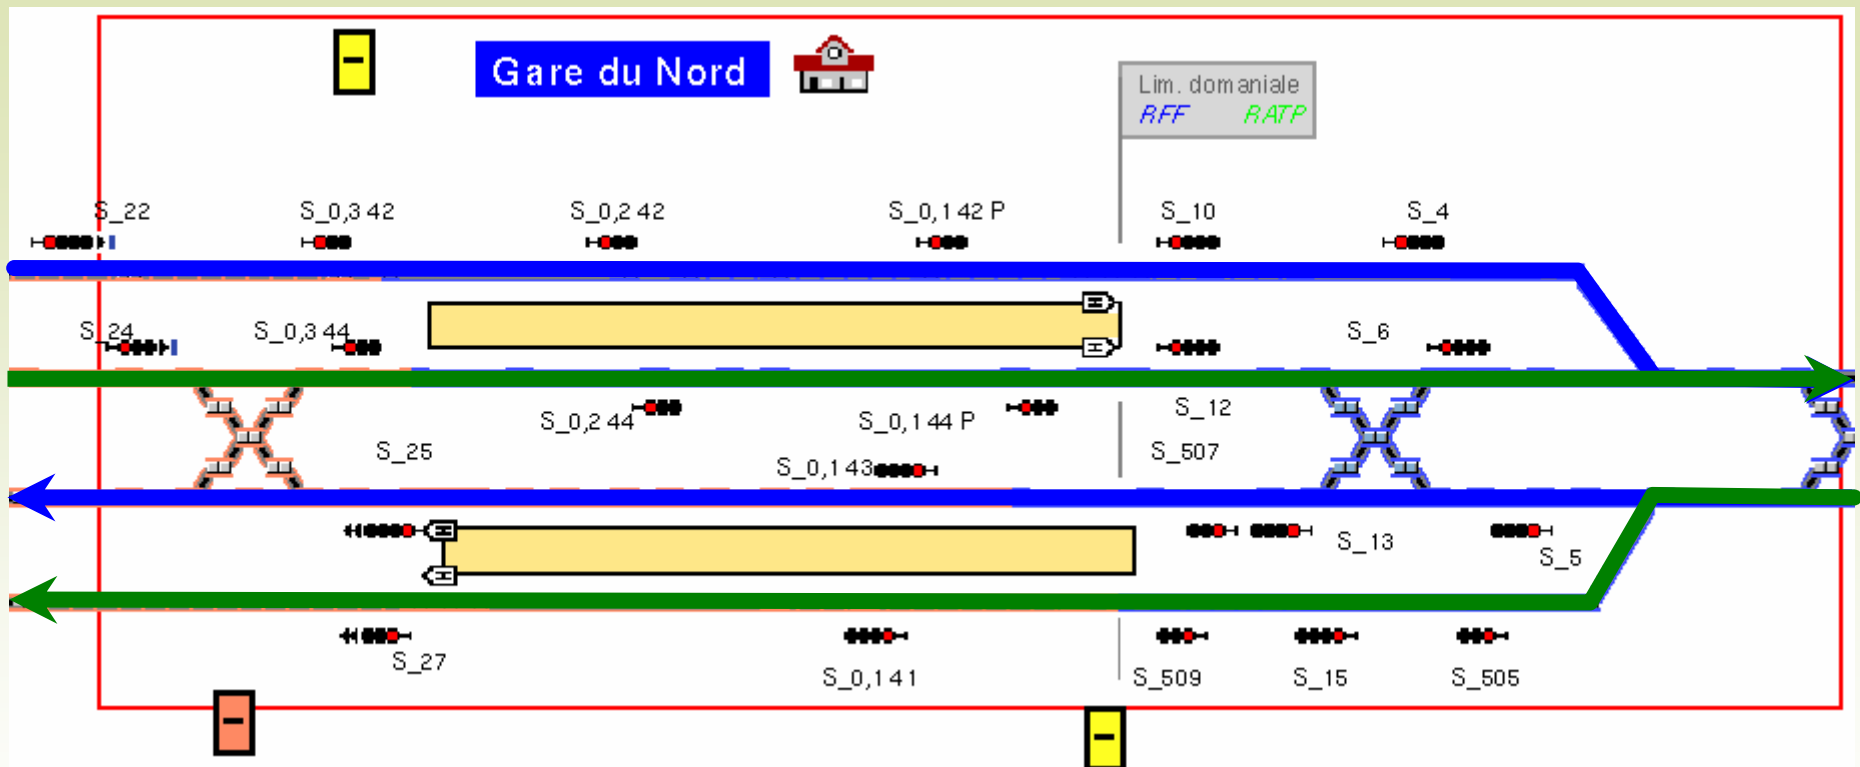 Gare du Nord
Lim. domaniale
RFF RATP
S_22 S_0,3 42 S_0,2 42 S_0,1 42 P S_10 S_4
S_24 S_0,3 44 S_6
S_0,2 44 S_0,1 44 P S_12
S_25 S_0,1 43 S_507
S_13 S_5
S_27 S_0,1 41 S_509 S_15 S_505